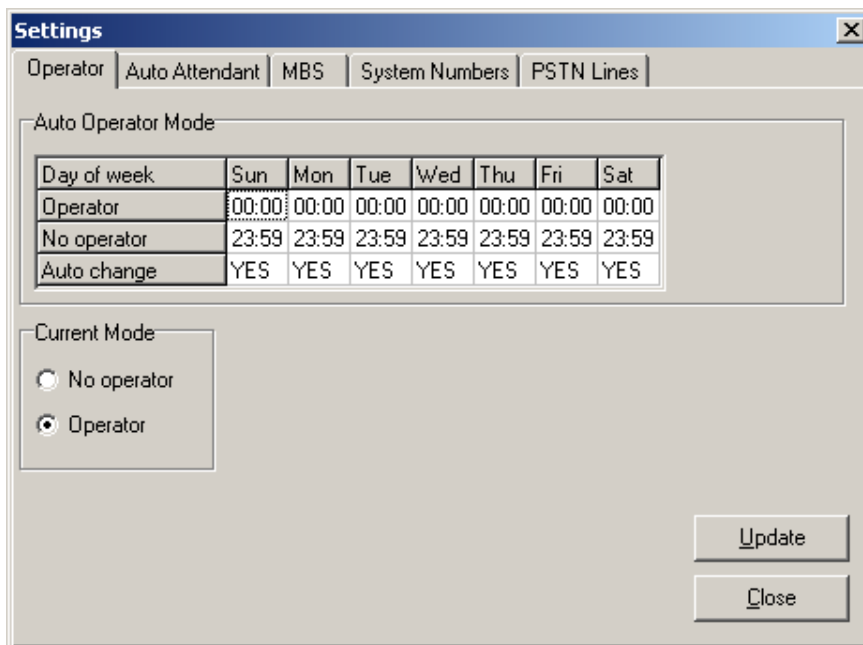 Settings
Operator Auto Attendant MBS System Numbers PSTN Lines
Auto Operator Mode
Day of week Sun Mon Tue Wed Thu Fri Sat
Operator 00:00 00:00 00:00 00:00 00:00 00:00 00:00
No operator 23:59 23:59 23:59 23:59 23:59 23:59 23:59
Auto change YES YES YES YES YES YES YES
Current Mode
No operator
Operator
Update
Close